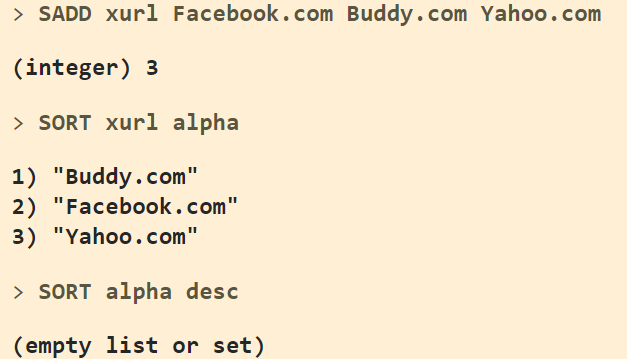 > SADD xurl Facebook.com Buddy.com Yahoo.com
(integer) 3
> SORT xurl alpha
1) "Buddy.com"
2) "Facebook.com"
3) "Yahoo.com"
> SORT alpha desc
(empty list or set)